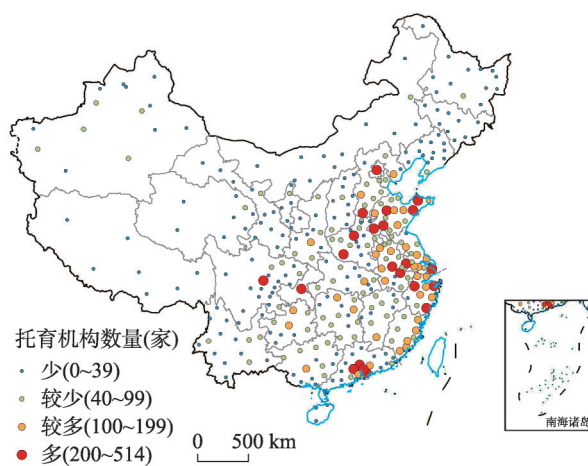 托育机构数量(家)
少(0~39)
较少(40~99)
较多(100~199)
多(200~514)
0 500 km
南海诸岛